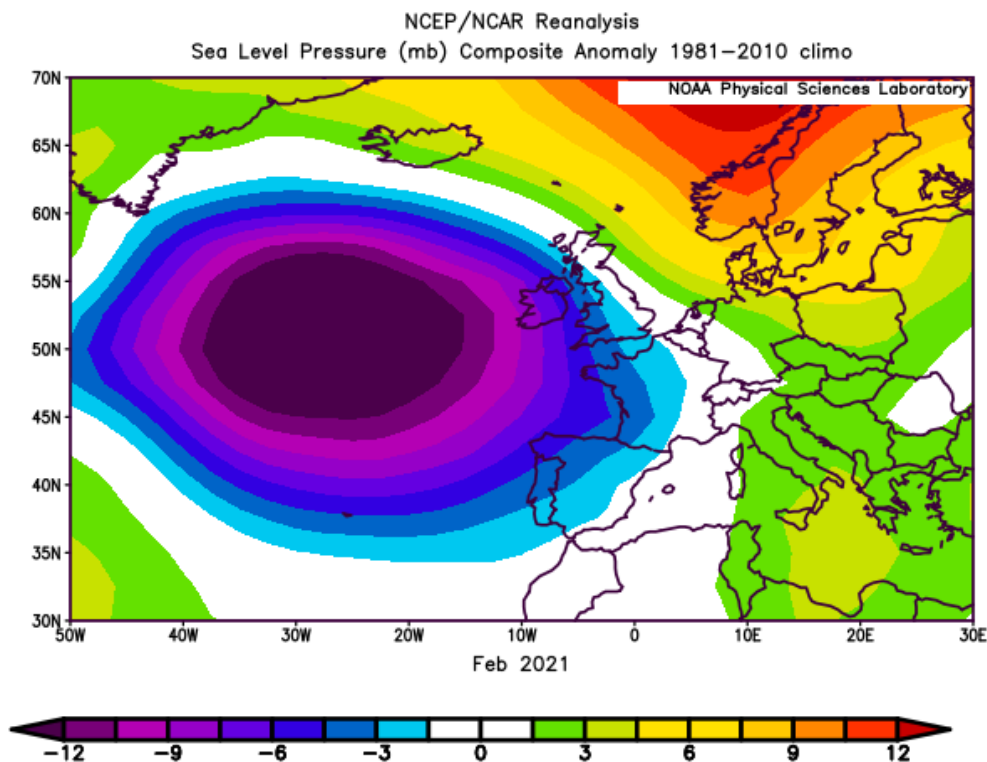 NCEP/NCAR Reanalysis
Sea Level Pressure (mb) Composite Anomaly 1981−2010 climo
NOAA Physical Sciences Laboratory
70N
65N
60N
55N
50N
45N
40N
35N
30N
50W 40W 30W 20W 10W 0 10E 20E 30E
Feb 2021
−12 −9 −6 −3 0 3 6 9 12